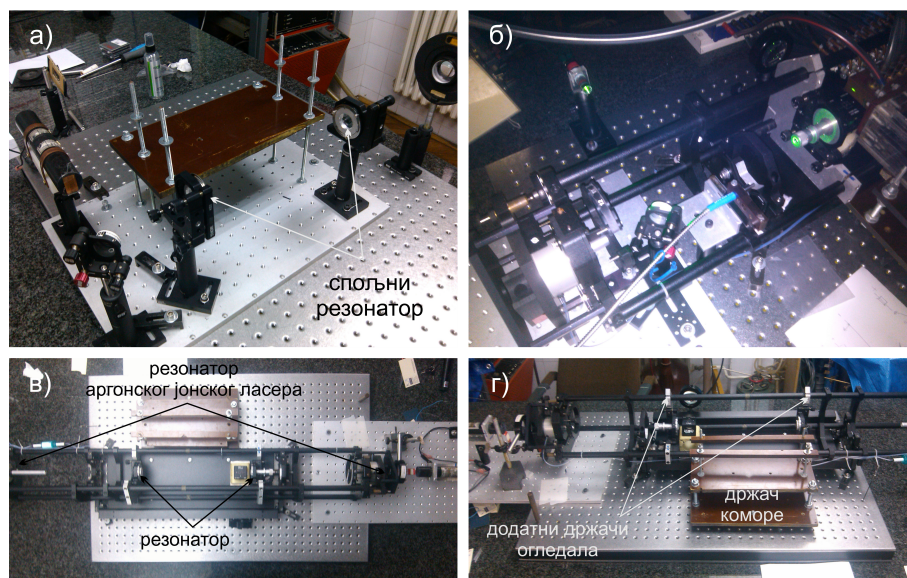 а)
спољни
резонатор
б)
в)
резонатор
аргонског јонског ласера
резонатор
г)
држач
коморе
додатни држачи
огледала